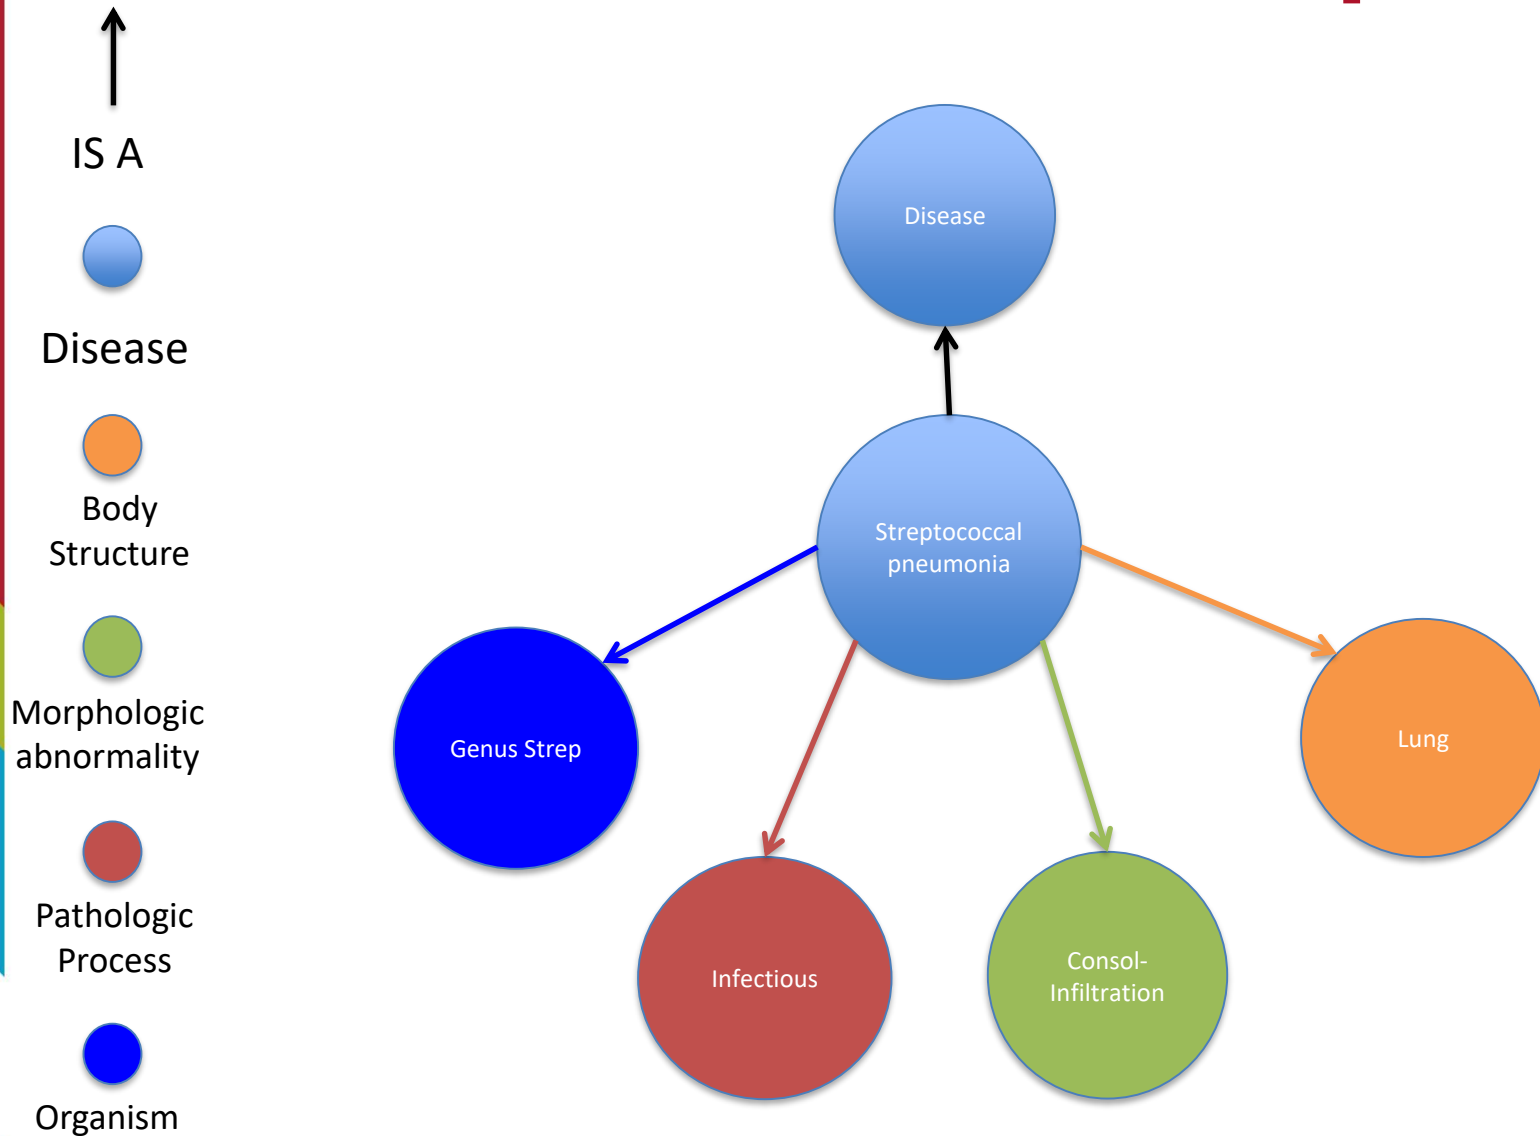 IS A
Disease
Body
Structure
Morphologic
abnormality
Pathologic
Process
Organism
Disease
Streptococcal
pneumonia
Genus Strep
Lung
Infectious
Consol-
Infiltration